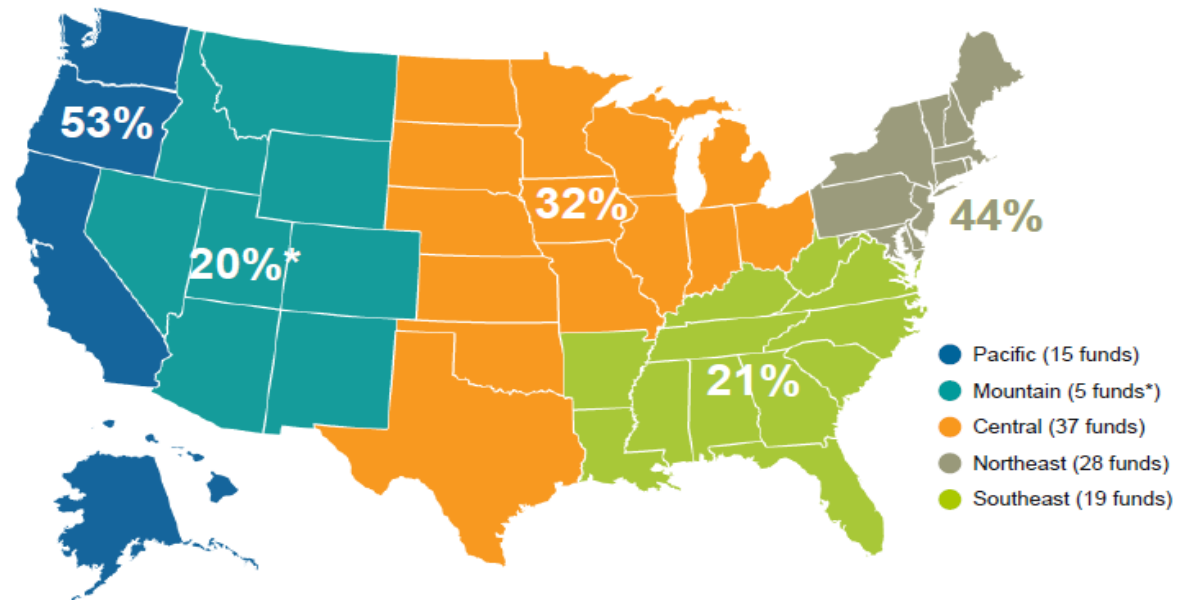 53%
32%
20%*
44%
21%
Pacific (15 funds)
Mountain (5 funds*)
Central (37 funds)
Northeast (28 funds)
Southeast (19 funds)